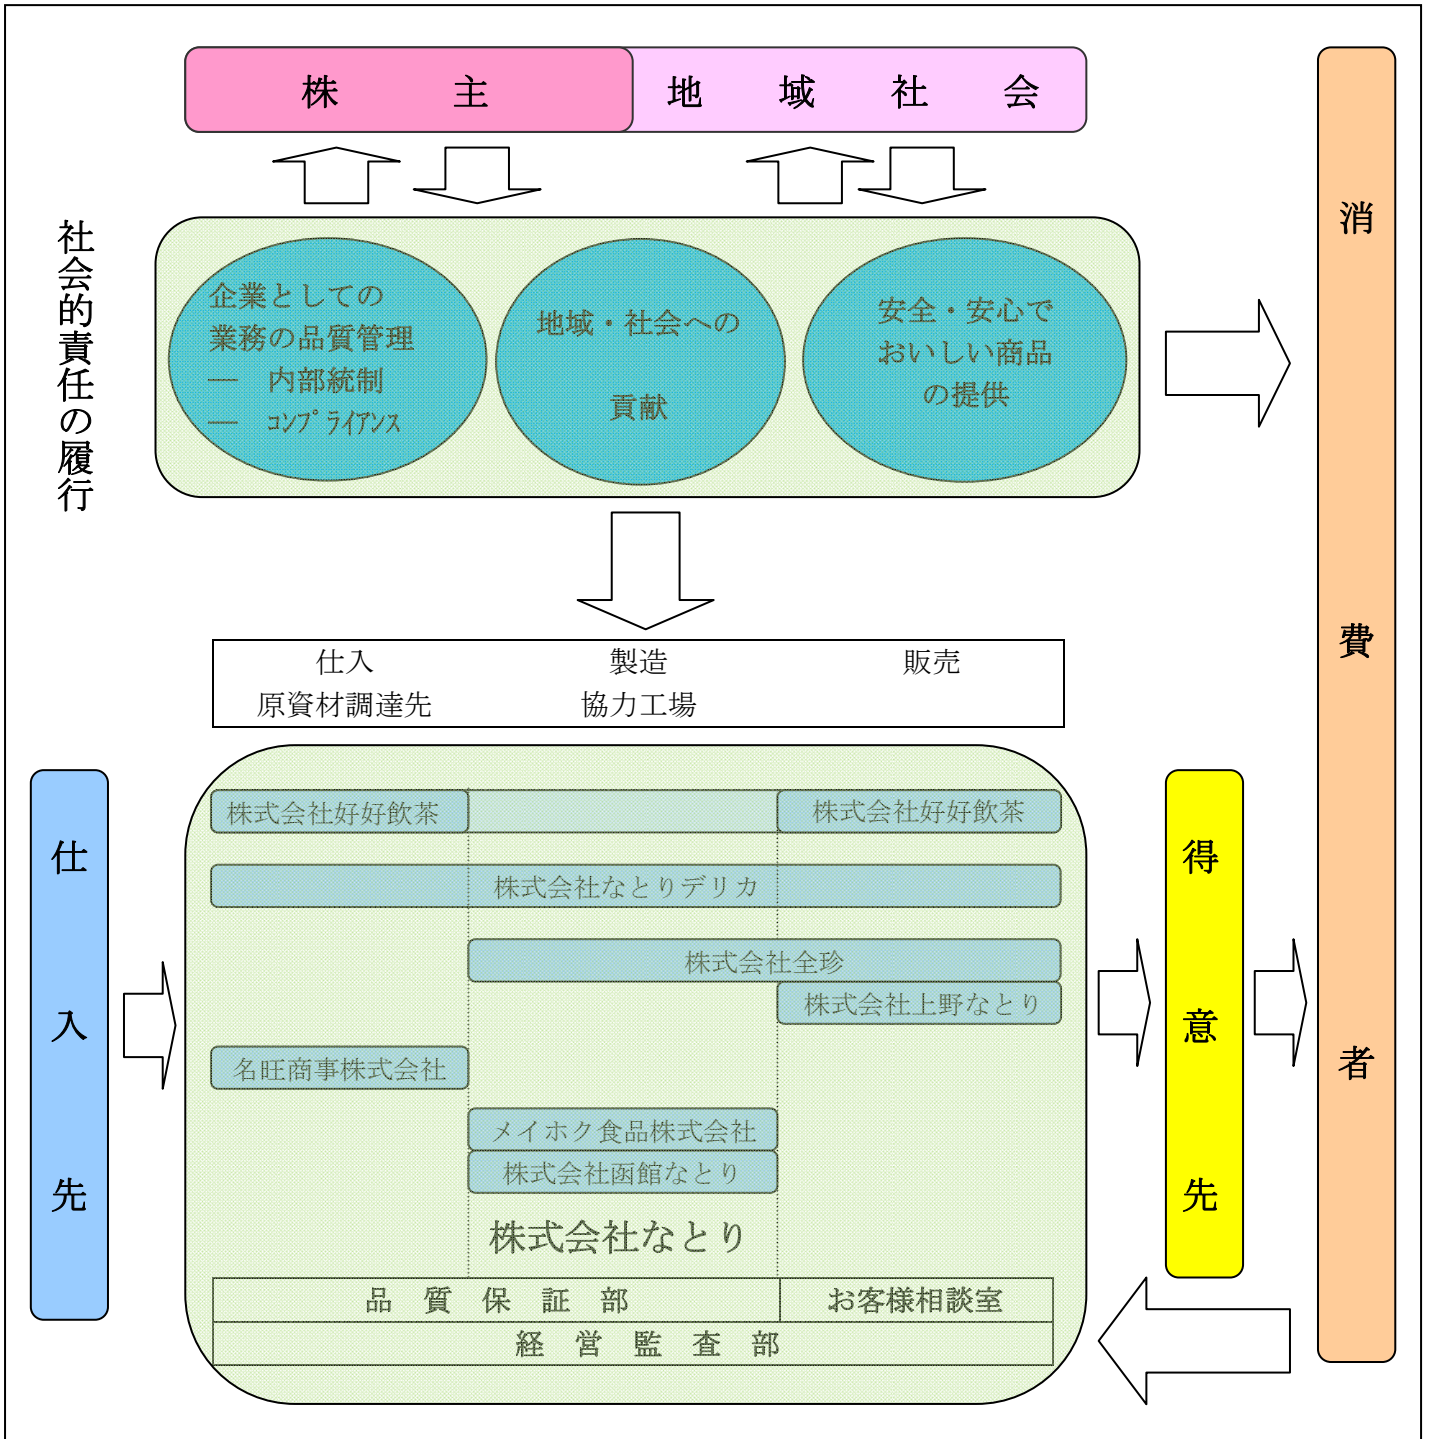 株主
地域社会
社会的責任の履行
企業としての
業務の品質管理
― 内部統制
― ｺﾝﾌﾟﾗｲｱﾝｽ
地域・社会への
貢献
安全・安心で
おいしい商品
の提供
消費者
仕入 製造 販売
原資材調達先 協力工場
仕入先
株式会社好好飲茶
株式会社好好飲茶
株式会社なとりデリカ
株式会社全珍
株式会社上野なとり
名旺商事株式会社
メイホク食品株式会社
株式会社函館なとり
株式会社なとり
品質保証部
お客様相談室
経営監査部
得意先